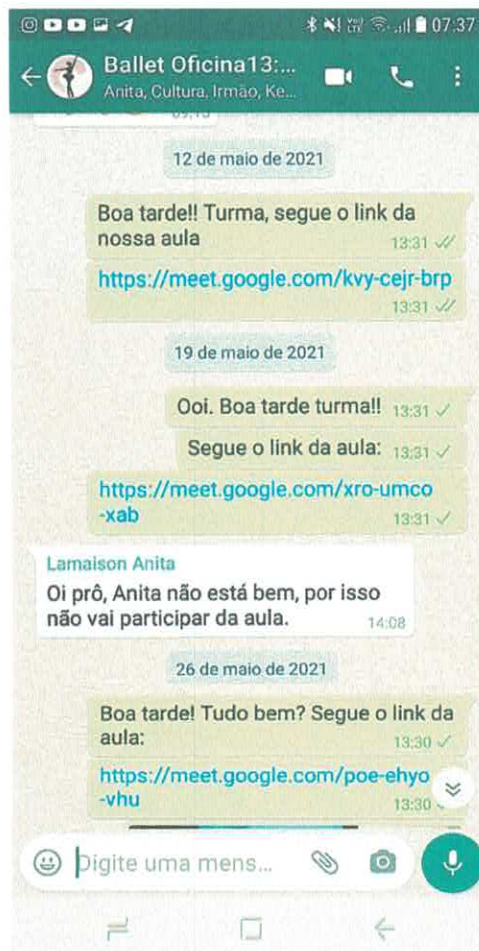 07:37
Ballet Oficina13:...
Anita, Cultura, Irmão, Ke...
12 de maio de 2021
Boa tarde!! Turma, segue o link da
nossa aula
13:31
https://meet.google.com/kvy-cejr-brp
13:31
19 de maio de 2021
Ooi. Boa tarde turma!! 13:31
Segue o link da aula: 13:31
https://meet.google.com/xro-umco
-xab
13:31
Lamaison Anita
Oi prô, Anita não está bem, por isso
não vai participar da aula.
14:08
26 de maio de 2021
Boa tarde! Tudo bem? Segue o link da
aula:
13:30
https://meet.google.com/poe-ehyo
-vhu
13:30
Digite uma mens...